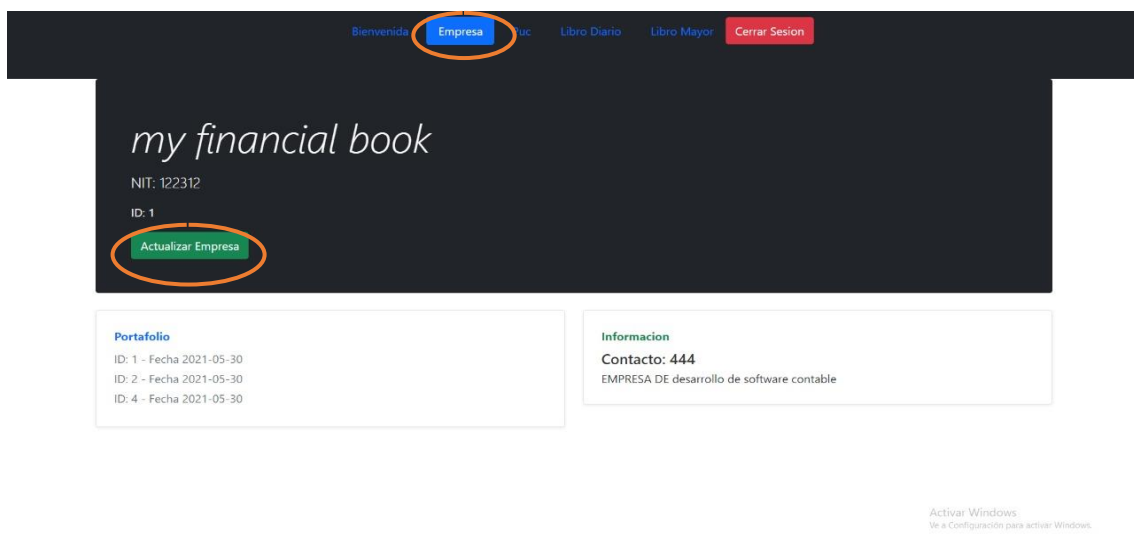 Bienvenida Empresa Puc Libro Diario Libro Mayor Cerrar Sesion
my financial book
NIT: 122312
ID: 1
Actualizar Empresa
Portafolio
ID: 1 - Fecha 2021-05-30
ID: 2 - Fecha 2021-05-30
ID: 4 - Fecha 2021-05-30
Informacion
Contacto: 444
EMPRESA DE desarrollo de software contable
Activar Windows
Ve a Configuración para activar Windows.